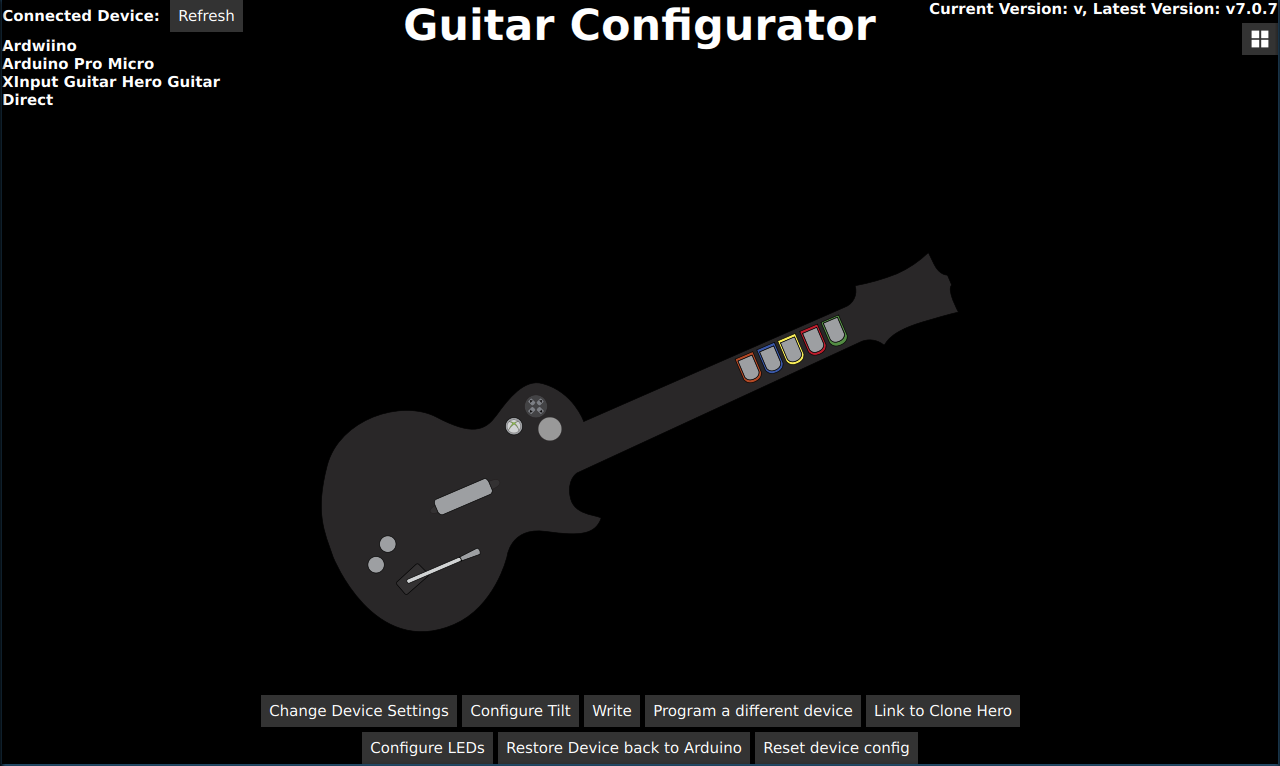 Connected Device: Refresh
Guitar Configurator
Current Version: v, Latest Version: v7.0.7
Ardwiino
Arduino Pro Micro
XInput Guitar Hero Guitar
Direct
Change Device Settings Configure Tilt Write Program a different device Link to Clone Hero
Configure LEDs Restore Device back to Arduino Reset device config